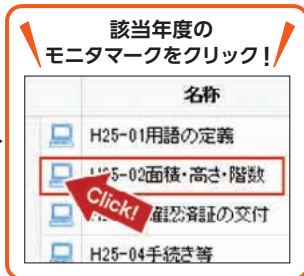 該当年度の
モニタマークをクリック!
名称
H25-01用語の定義
H25-02面積・高さ・階数
Click!
確認済証の交付
H25-04手続き等